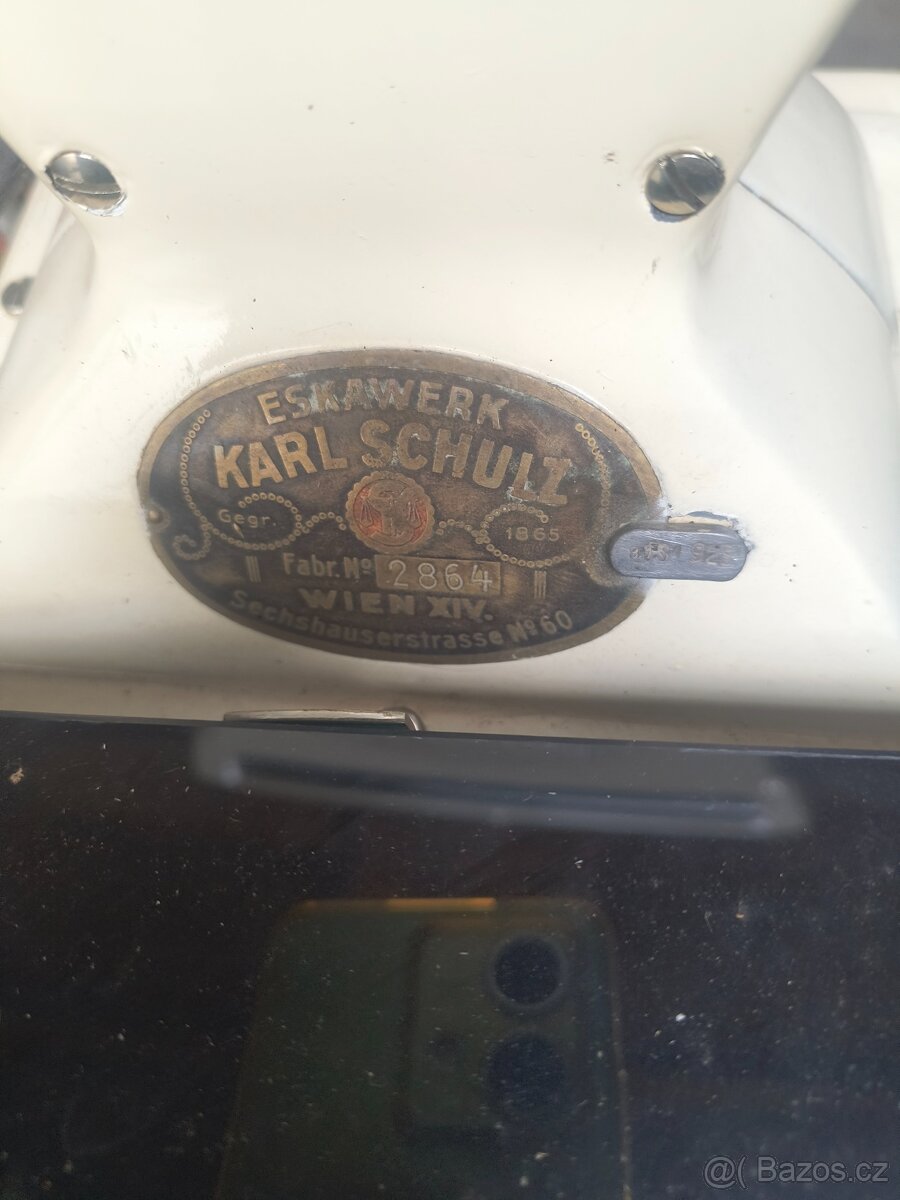 ESKAWERK
KARL SCHULZ
Gegr. 1865
Fabr. Nº 2864
WIEN XIV.
Sechshauserstrasse Nº 60
@( Bazos.cz